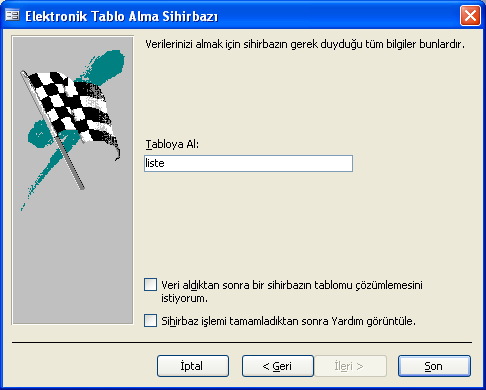 Elektronik Tablo Alma Sihirbazı
Verilerinizi almak için sihirbazın gerek duyduğu tüm bilgiler bunlardır.
Tabloya Al:
liste
Veri aldıktan sonra bir sihirbazın tablomu çözümlemesini
istiyorum.
Sihirbaz işlemi tamamladıktan sonra Yardım görüntüle.
İptal
< Geri
İleri >
Son